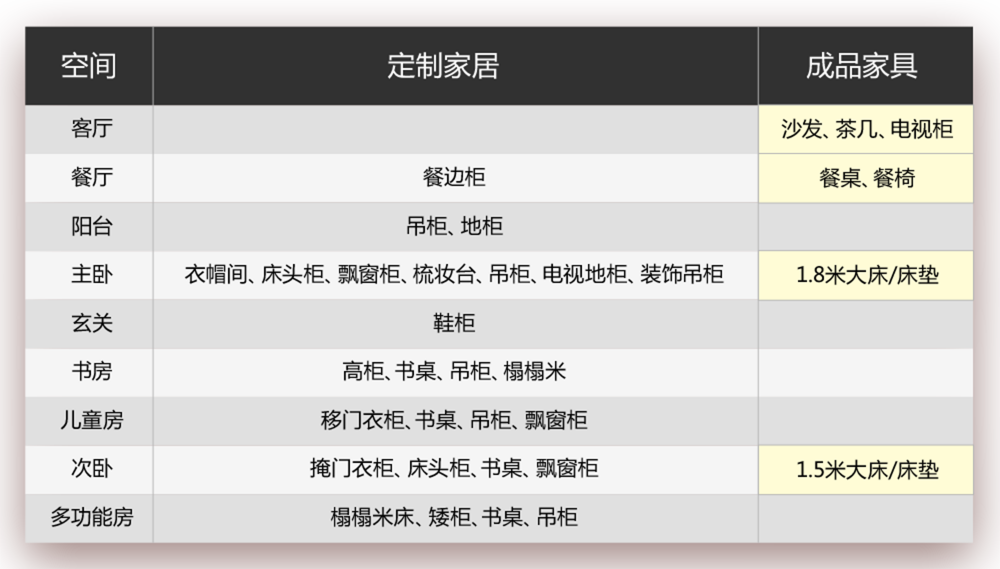 空间 定制家居 成品家具
客厅 沙发、茶几、电视柜
餐厅 餐边柜 餐桌、餐椅
阳台 吊柜、地柜
主卧 衣帽间、床头柜、飘窗柜、梳妆台、吊柜、电视地柜、装饰吊柜 1.8米大床/床垫
玄关 鞋柜
书房 高柜、书桌、吊柜、榻榻米
儿童房 移门衣柜、书桌、吊柜、飘窗柜
次卧 掩门衣柜、床头柜、书桌、飘窗柜 1.5米大床/床垫
多功能房 榻榻米床、矮柜、书桌、吊柜